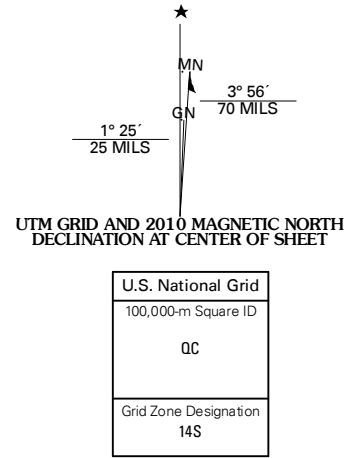 ★
MN
3° 56´
70 MILS
GN
1° 25´
25 MILS
UTM GRID AND 2010 MAGNETIC NORTH
DECLINATION AT CENTER OF SHEET
U.S. National Grid
100,000-m Square ID
QC
Grid Zone Designation
14S